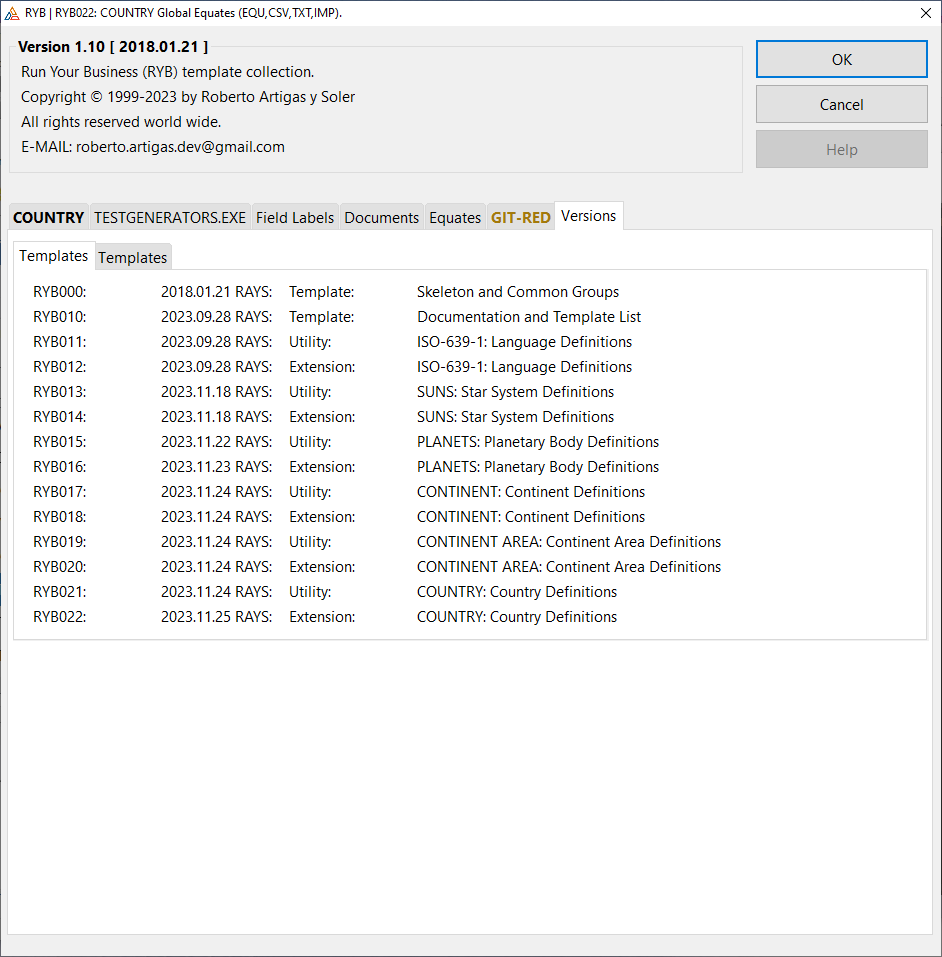 RYB | RYB022: COUNTRY Global Equates (EQU,CSV,TXT,IMP).
Version 1.10 [ 2018.01.21 ]
Run Your Business (RYB) template collection.
Copyright © 1999-2023 by Roberto Artigas y Soler
All rights reserved world wide.
E-MAIL: roberto.artigas.dev@gmail.com
OK
Cancel
Help
COUNTRY TESTGENERATORS.EXE Field Labels Documents Equates GIT-RED Versions
Templates Templates
RYB000: 2018.01.21 RAYS: Template: Skeleton and Common Groups
RYB010: 2023.09.28 RAYS: Template: Documentation and Template List
RYB011: 2023.09.28 RAYS: Utility: ISO-639-1: Language Definitions
RYB012: 2023.09.28 RAYS: Extension: ISO-639-1: Language Definitions
RYB013: 2023.11.18 RAYS: Utility: SUNS: Star System Definitions
RYB014: 2023.11.18 RAYS: Extension: SUNS: Star System Definitions
RYB015: 2023.11.22 RAYS: Utility: PLANETS: Planetary Body Definitions
RYB016: 2023.11.23 RAYS: Extension: PLANETS: Planetary Body Definitions
RYB017: 2023.11.24 RAYS: Utility: CONTINENT: Continent Definitions
RYB018: 2023.11.24 RAYS: Extension: CONTINENT: Continent Definitions
RYB019: 2023.11.24 RAYS: Utility: CONTINENT AREA: Continent Area Definitions
RYB020: 2023.11.24 RAYS: Extension: CONTINENT AREA: Continent Area Definitions
RYB021: 2023.11.24 RAYS: Utility: COUNTRY: Country Definitions
RYB022: 2023.11.25 RAYS: Extension: COUNTRY: Country Definitions